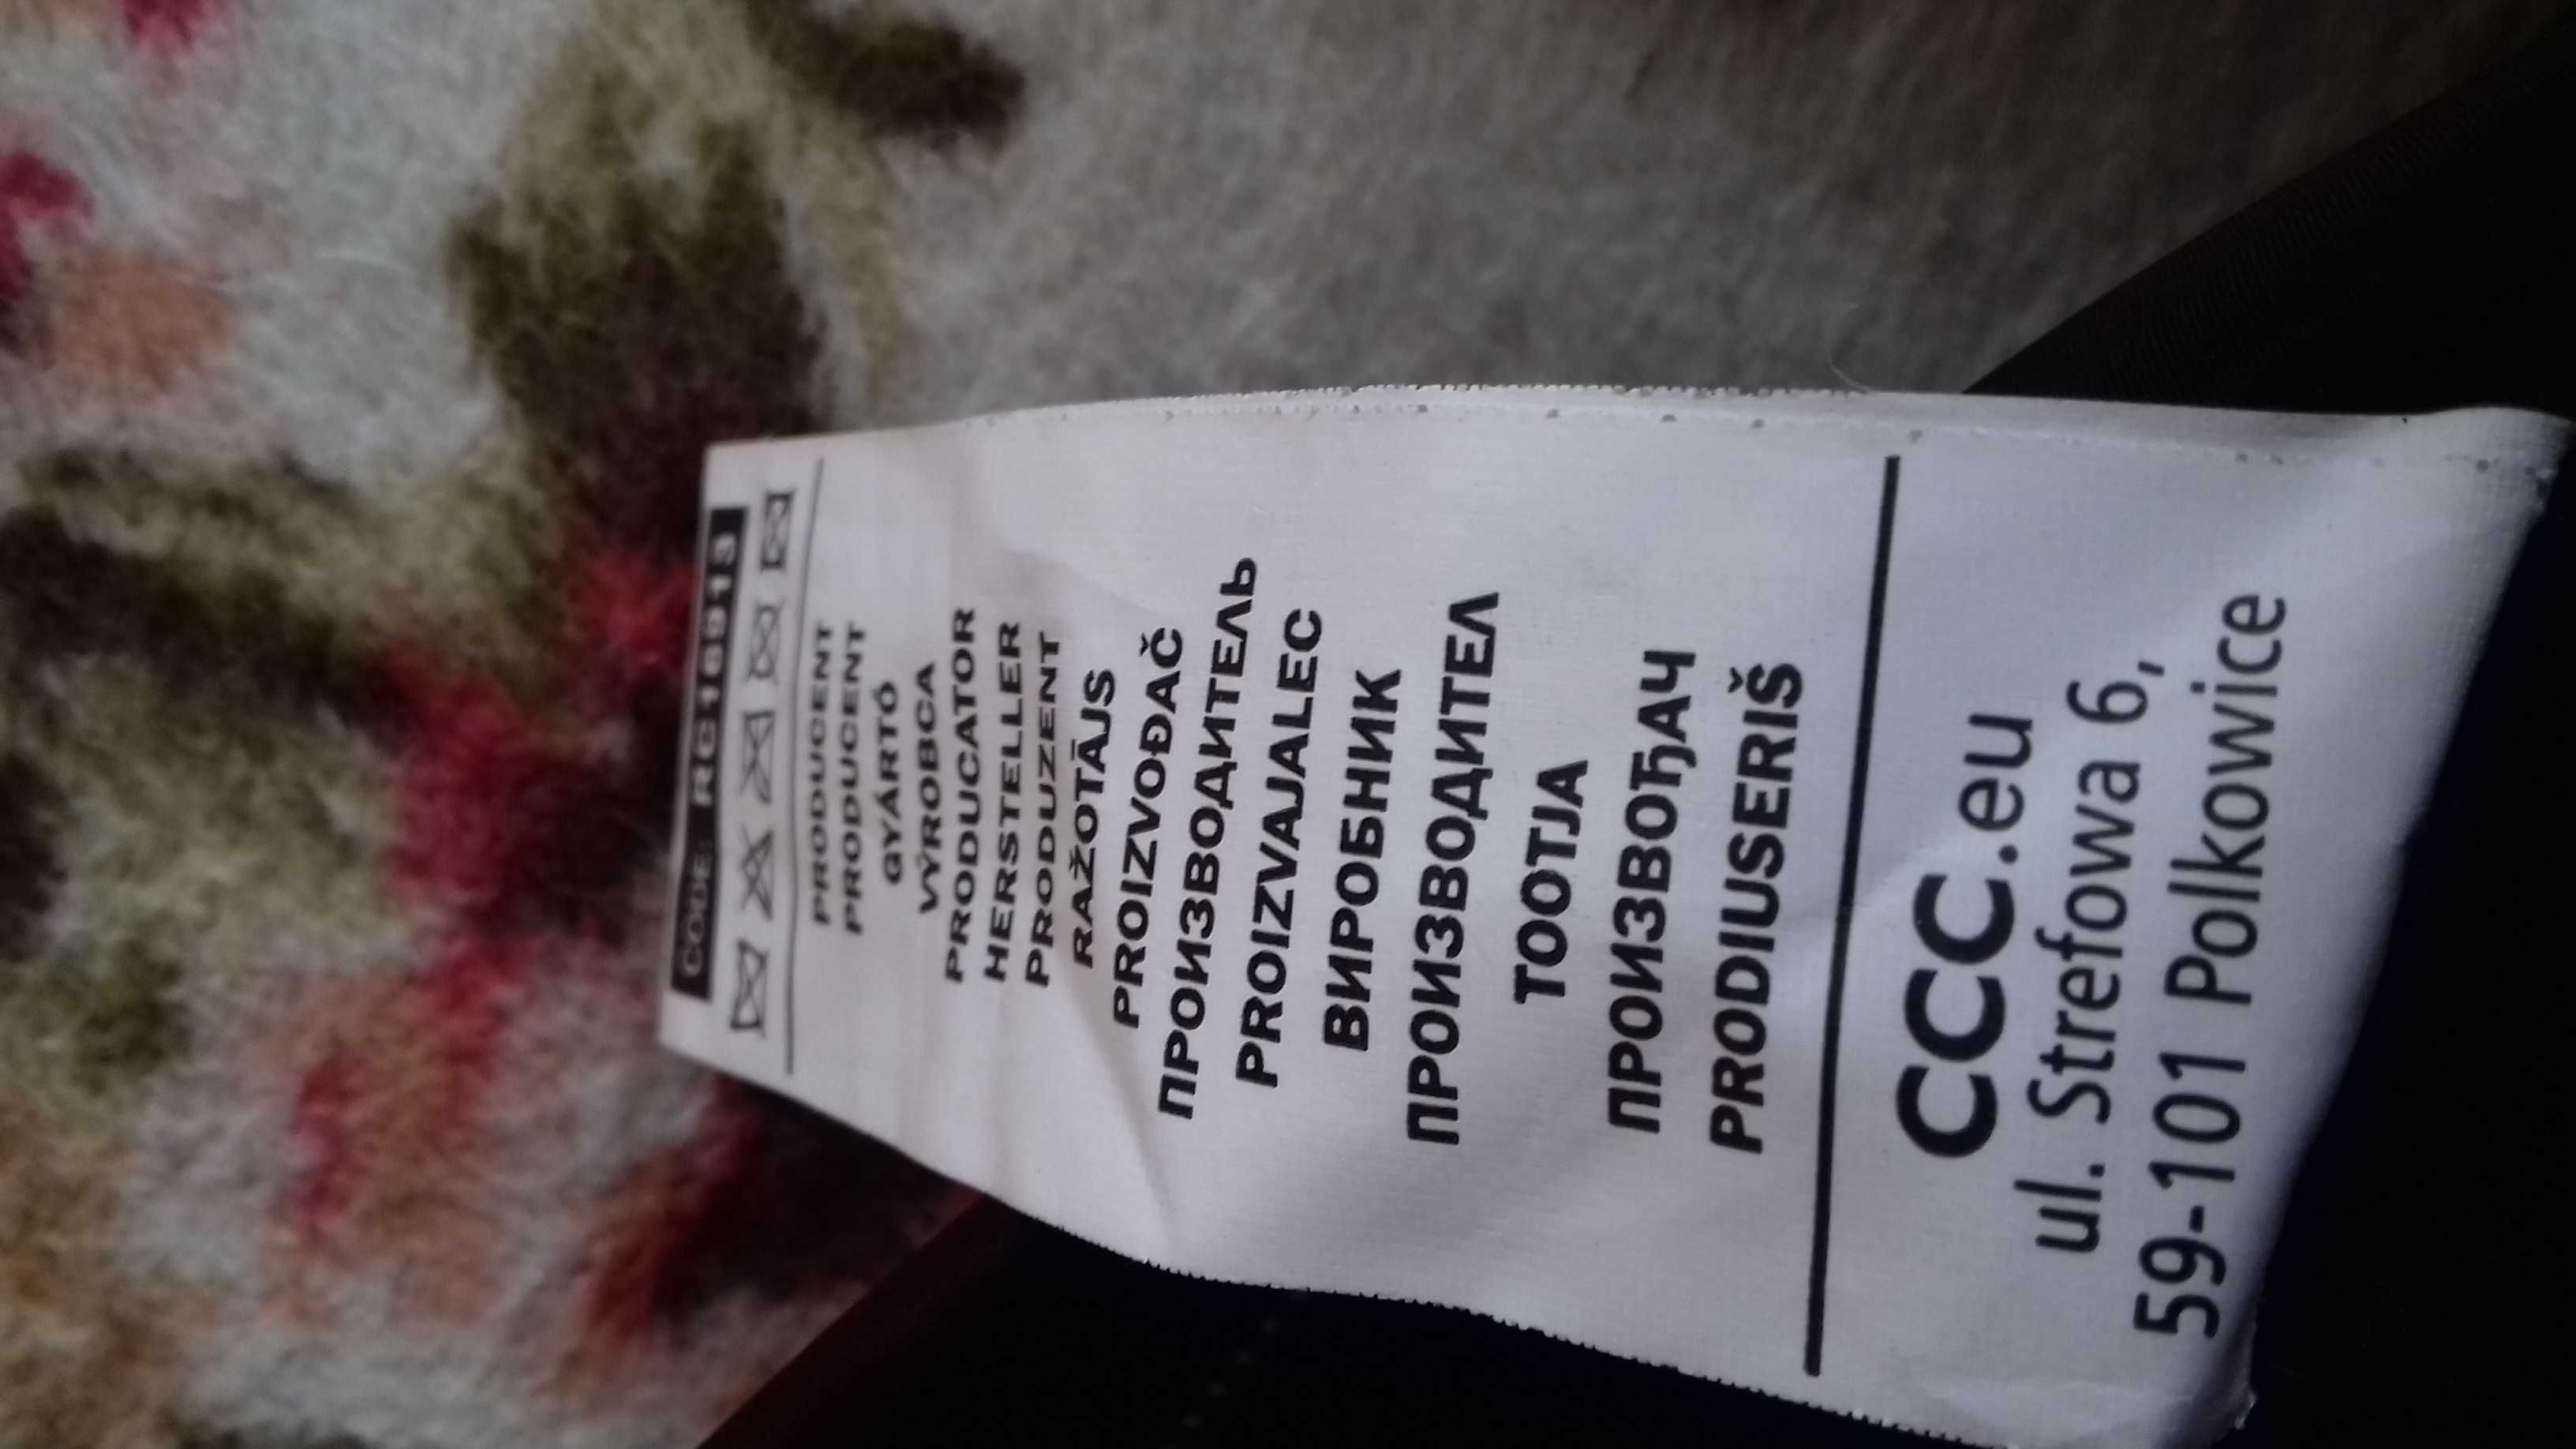 CODE: RC18913
PRODUCENT
PRODUCENT
GYÁRTÓ
VÝROBCA
PRODUCATOR
HERSTELLER
PRODUZENT
RAŽOTĀJS
PROIZVOĐAČ
ПРОИЗВОДИТЕЛЬ
PROIZVAJALEC
ВИРОБНИК
ПРОИЗВОДИТЕЛ
TOOTJA
ПРОИЗВОЂАЧ
PRODIUSERIŠ
CCC.eu
ul. Strefowa 6,
59-101 Polkowice